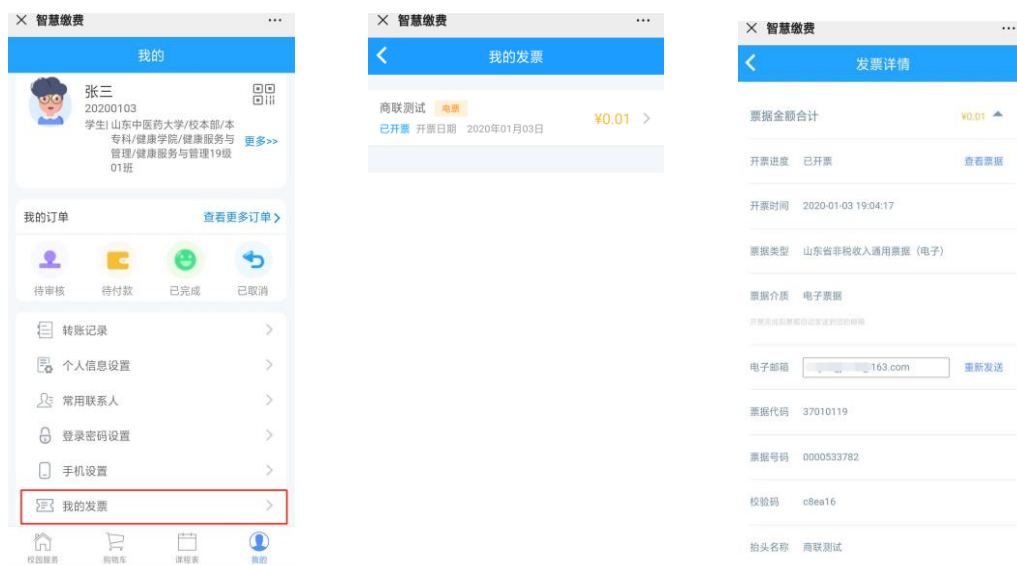 智慧缴费
我的
张三
20200103
学生| 山东中医药大学/校本部/本
专科/健康学院/健康服务与
管理/健康服务与管理19级
01班
更多>>
我的订单
查看更多订单
待审核
待付款
已完成
已取消
转账记录
个人信息设置
常用联系人
登录密码设置
手机设置
我的发票
校园服务
购物车
课程表
我的
智慧缴费
我的发票
商联测试 电票
¥0.01
已开票 开票日期 2020年01月03日
智慧缴费
发票详情
票据金额合计 ¥0.01
开票进度 已开票 查看票据
开票时间 2020-01-03 19:04:17
票据类型 山东省非税收入通用票据（电子）
票据介质 电子票据
电子邮箱 163.com 重新发送
票据代码 37010119
票据号码 0000533782
校验码 c8ea16
抬头名称 商联测试